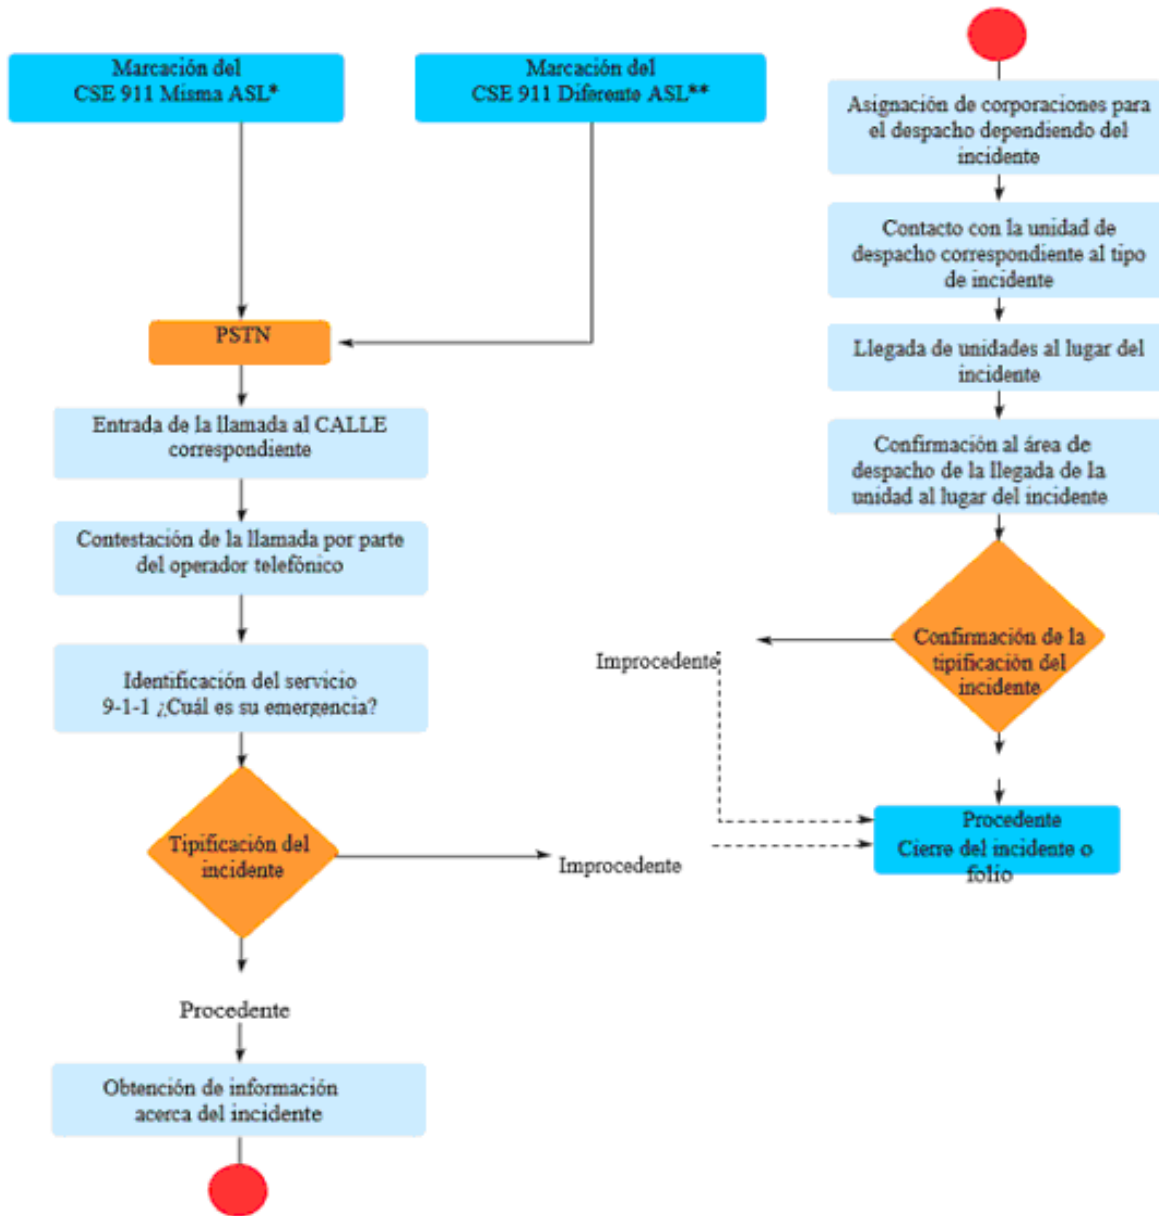 Marcación del
CSE 911 Misma ASL*
Marcación del
CSE 911 Diferente ASL**
PSTN
Entrada de la llamada al CALLE
correspondiente
Contestación de la llamada por parte
del operador telefónico
Identificación del servicio
9-1-1 ¿Cuál es su emergencia?
Tipificación del
incidente
Improcedente
Procedente
Obtención de información
acerca del incidente
Asignación de corporaciones para
el despacho dependiendo del
incidente
Contacto con la unidad de
despacho correspondiente al tipo
de incidente
Llegada de unidades al lugar del
incidente
Confirmación al área de
despacho de la llegada de la
unidad al lugar del incidente
Confirmación de la
tipificación del
incidente
Improcedente
Procedente
Cierre del incidente o
folio